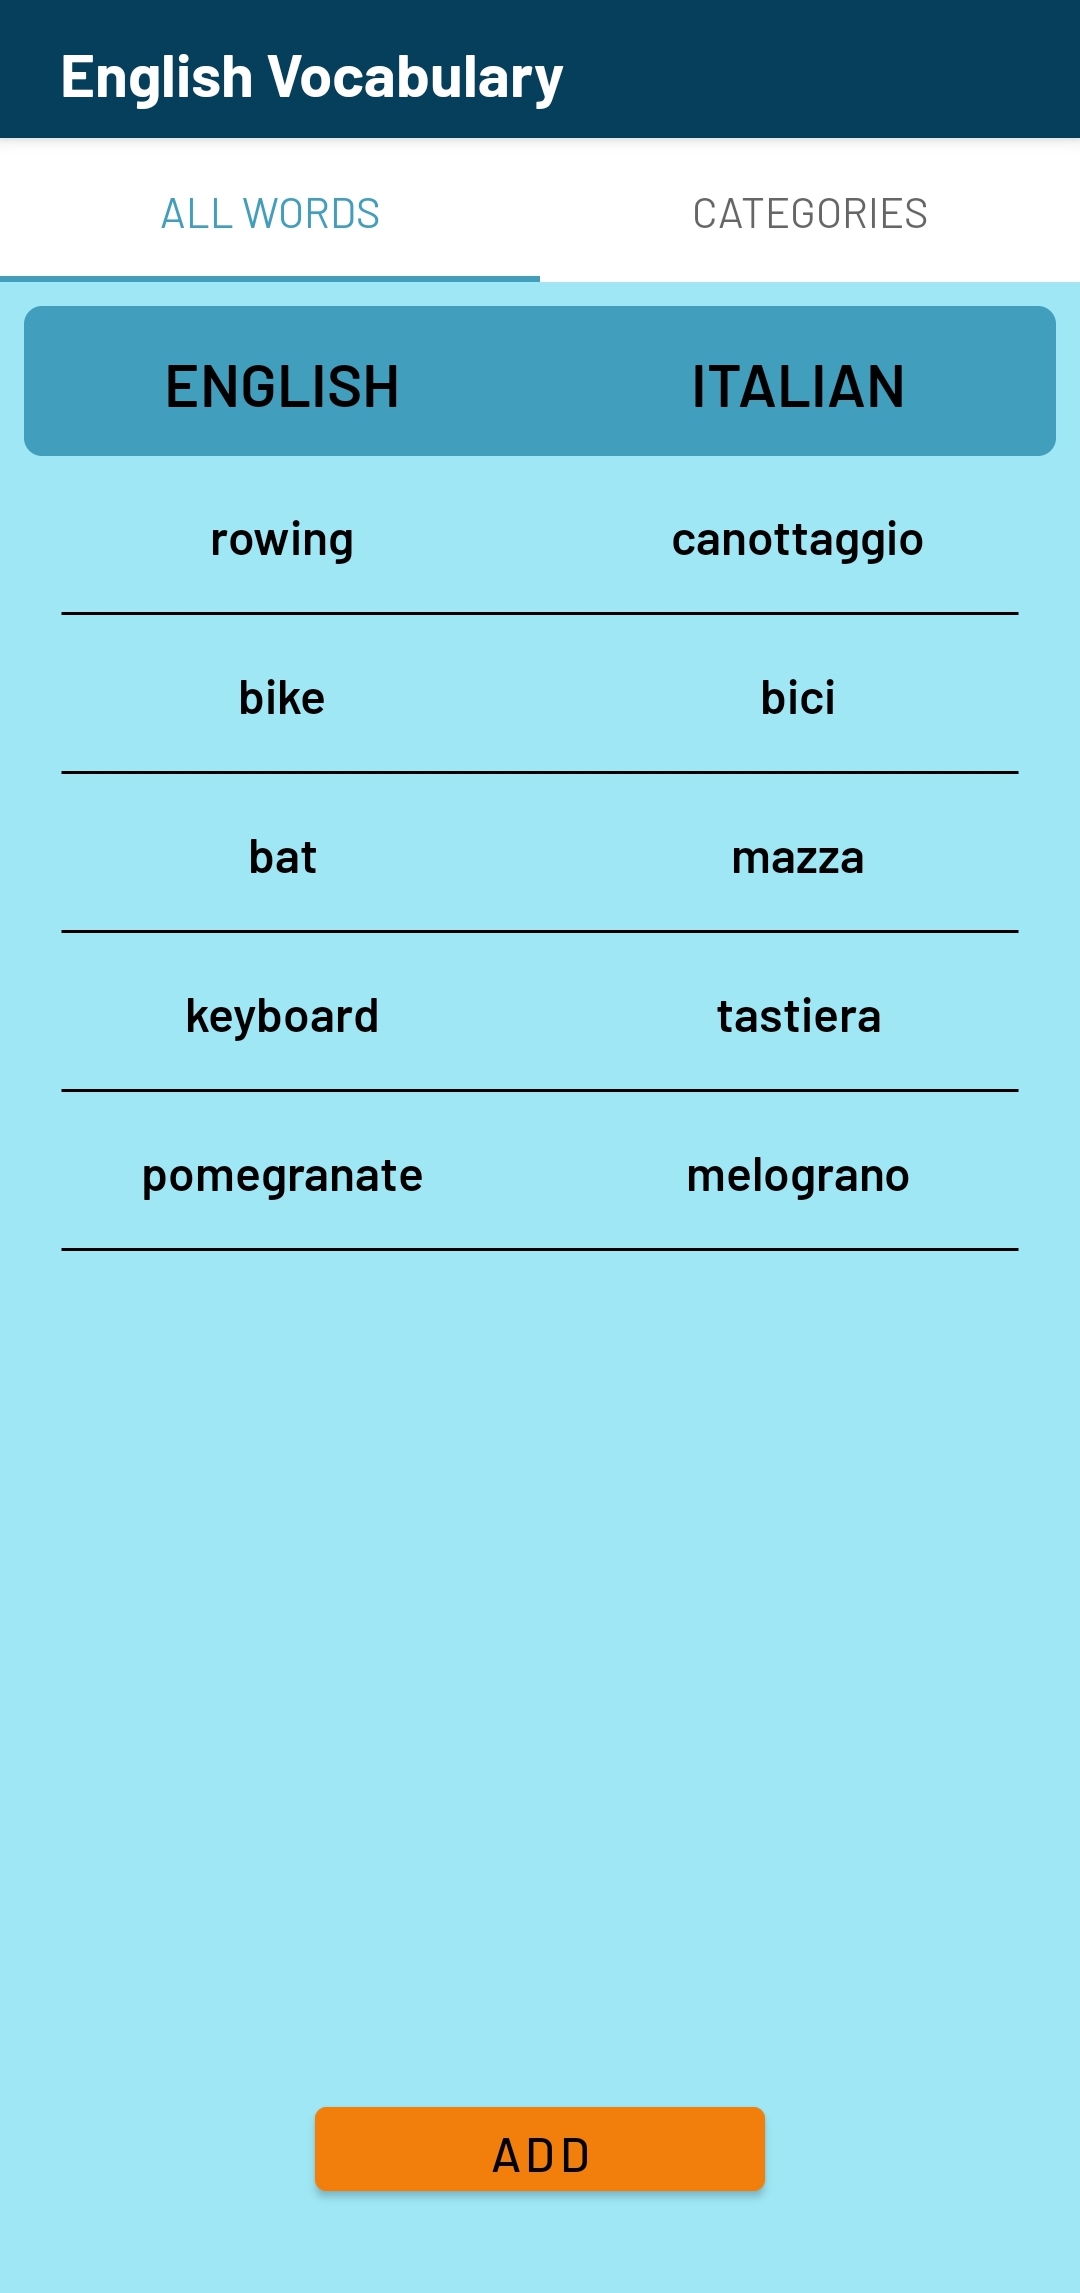 English Vocabulary
ALL WORDS CATEGORIES
ENGLISH ITALIAN
rowing canottaggio
bike bici
bat mazza
keyboard tastiera
pomegranate melograno
ADD